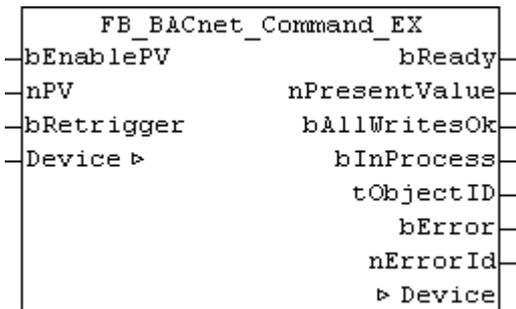 FB_BACnet_Command_EX
bEnablePV bReady
nPV nPresentValue
bRetrigger bAllWritesOk
Device ▷ bInProcess
tObjectID
bError
nErrorId
▷ Device